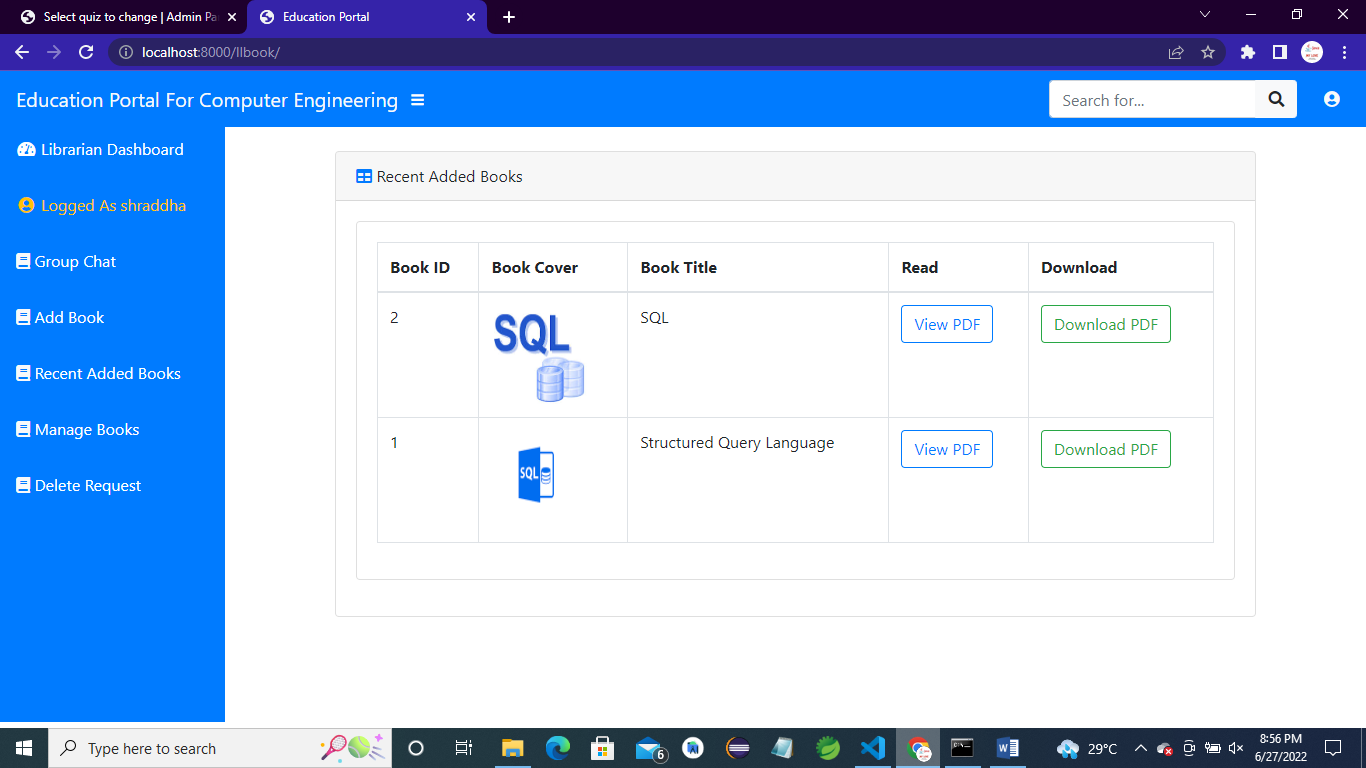 Select quiz to change | Admin Pa
Education Portal
localhost:8000/llbook/
Education Portal For Computer Engineering
Search for...
Librarian Dashboard
Logged As shraddha
Group Chat
Add Book
Recent Added Books
Manage Books
Delete Request
Recent Added Books
Book ID Book Cover Book Title Read Download
2 SQL SQL View PDF Download PDF
1 SQL Structured Query Language View PDF Download PDF
Type here to search
6
29°C
8:56 PM
6/27/2022